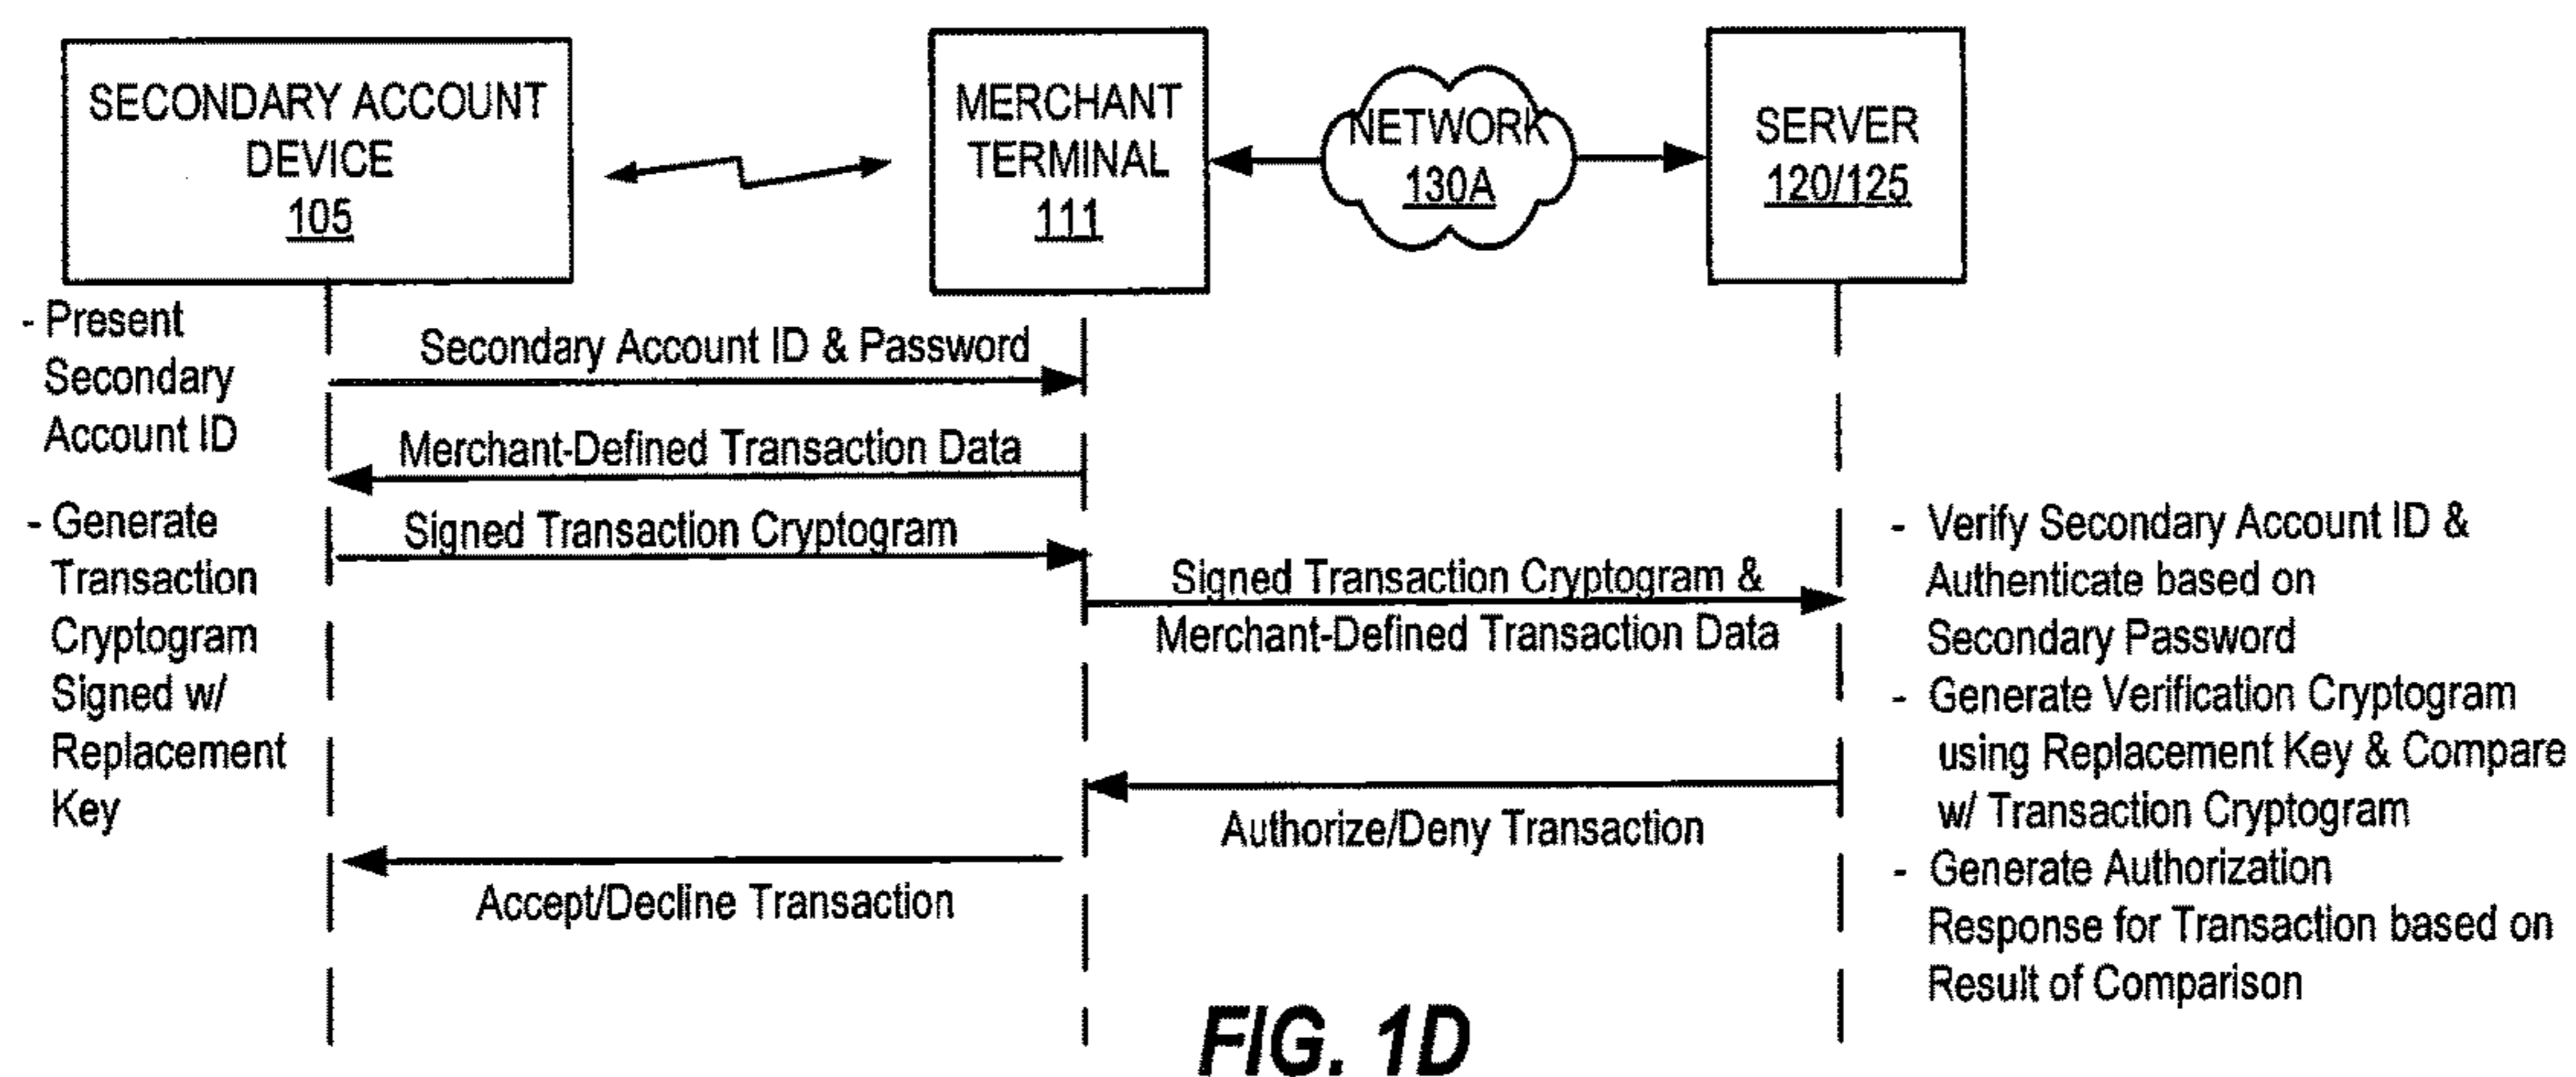 SECONDARY ACCOUNT
DEVICE
105
MERCHANT
TERMINAL
111
NETWORK
130A
SERVER
120/125
- Present
Secondary
Account ID
Secondary Account ID & Password
Merchant-Defined Transaction Data
- Generate
Transaction
Cryptogram
Signed w/
Replacement
Key
Signed Transaction Cryptogram
Signed Transaction Cryptogram &
Merchant-Defined Transaction Data
- Verify Secondary Account ID &
Authenticate based on
Secondary Password
- Generate Verification Cryptogram
using Replacement Key & Compare
w/ Transaction Cryptogram
- Generate Authorization
Response for Transaction based on
Result of Comparison
Authorize/Deny Transaction
Accept/Decline Transaction
FIG. 1D